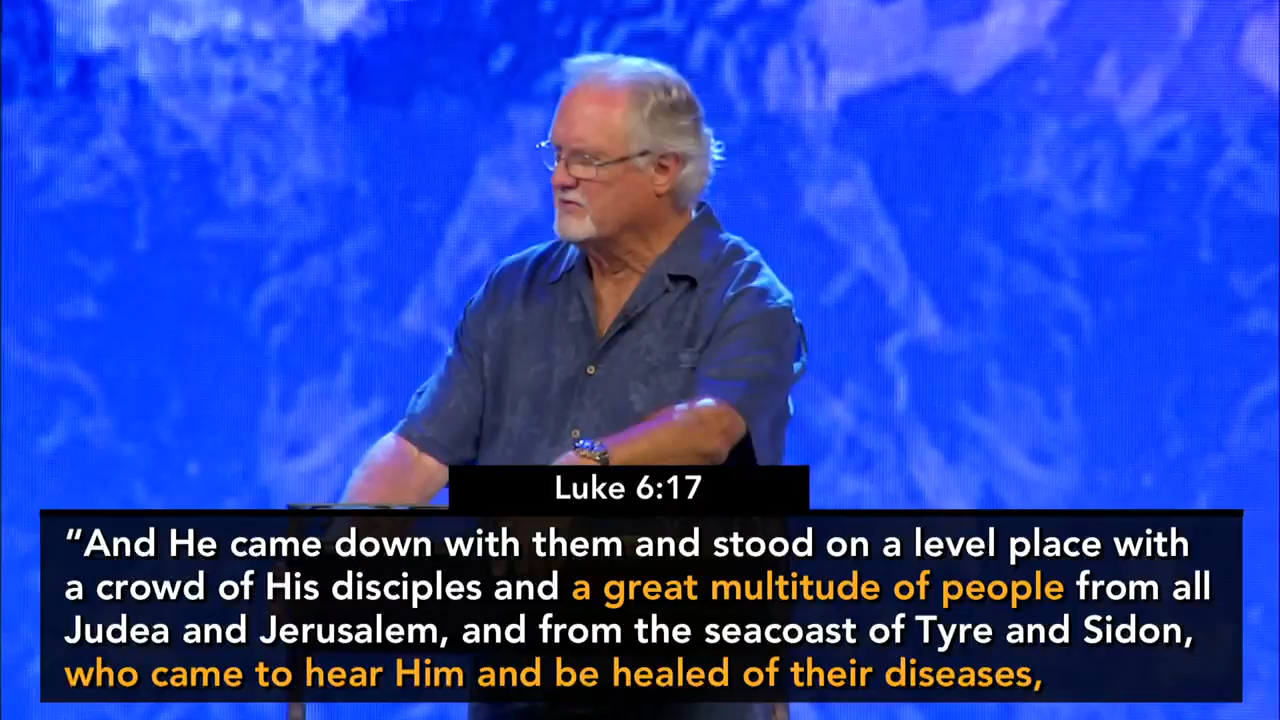 Luke 6:17
“And He came down with them and stood on a level place with
a crowd of His disciples and a great multitude of people from all
Judea and Jerusalem, and from the seacoast of Tyre and Sidon,
who came to hear Him and be healed of their diseases,